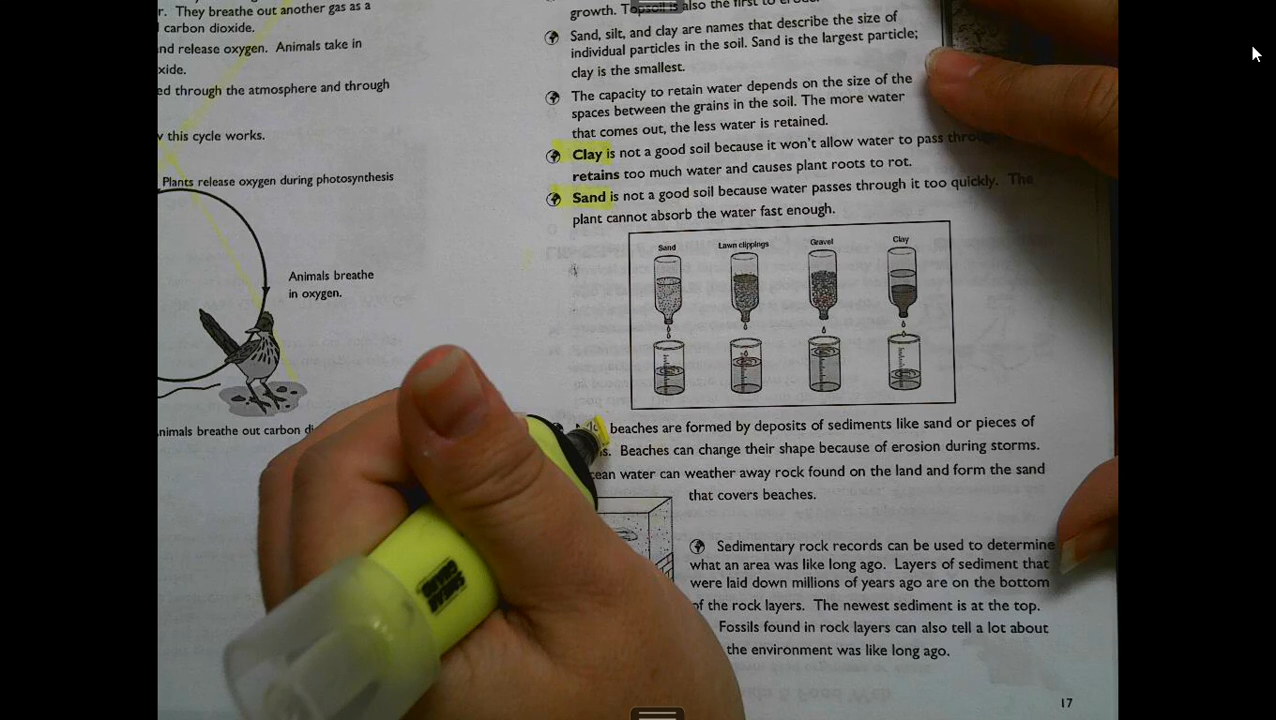 r. They breathe out another gas as a
carbon dioxide.
nd release oxygen. Animals take in
xide.
ed through the atmosphere and through
this cycle works.
Plants release oxygen during photosynthesis
Animals breathe
in oxygen.
nimals breathe out carbon di
growth. Topsoil is also the first to
Sand, silt, and clay are names that describe the size of
individual particles in the soil. Sand is the largest particle;
clay is the smallest.
The capacity to retain water depends on the size of the
spaces between the grains in the soil. The more water
that comes out, the less water is retained.
Clay is not a good soil because it won't allow water to pass throu
retains too much water and causes plant roots to rot.
Sand is not a good soil because water passes through it too quickly. The
plant cannot absorb the water fast enough.
Sand Lawn clippings Gravel Clay
beaches are formed by deposits of sediments like sand or pieces of
s. Beaches can change their shape because of erosion during storms.
cean water can weather away rock found on the land and form the sand
that covers beaches.
Sedimentary rock records can be used to determine
what an area was like long ago. Layers of sediment that
were laid down millions of years ago are on the bottom
of the rock layers. The newest sediment is at the top.
Fossils found in rock layers can also tell a lot about
the environment was like long ago.
17